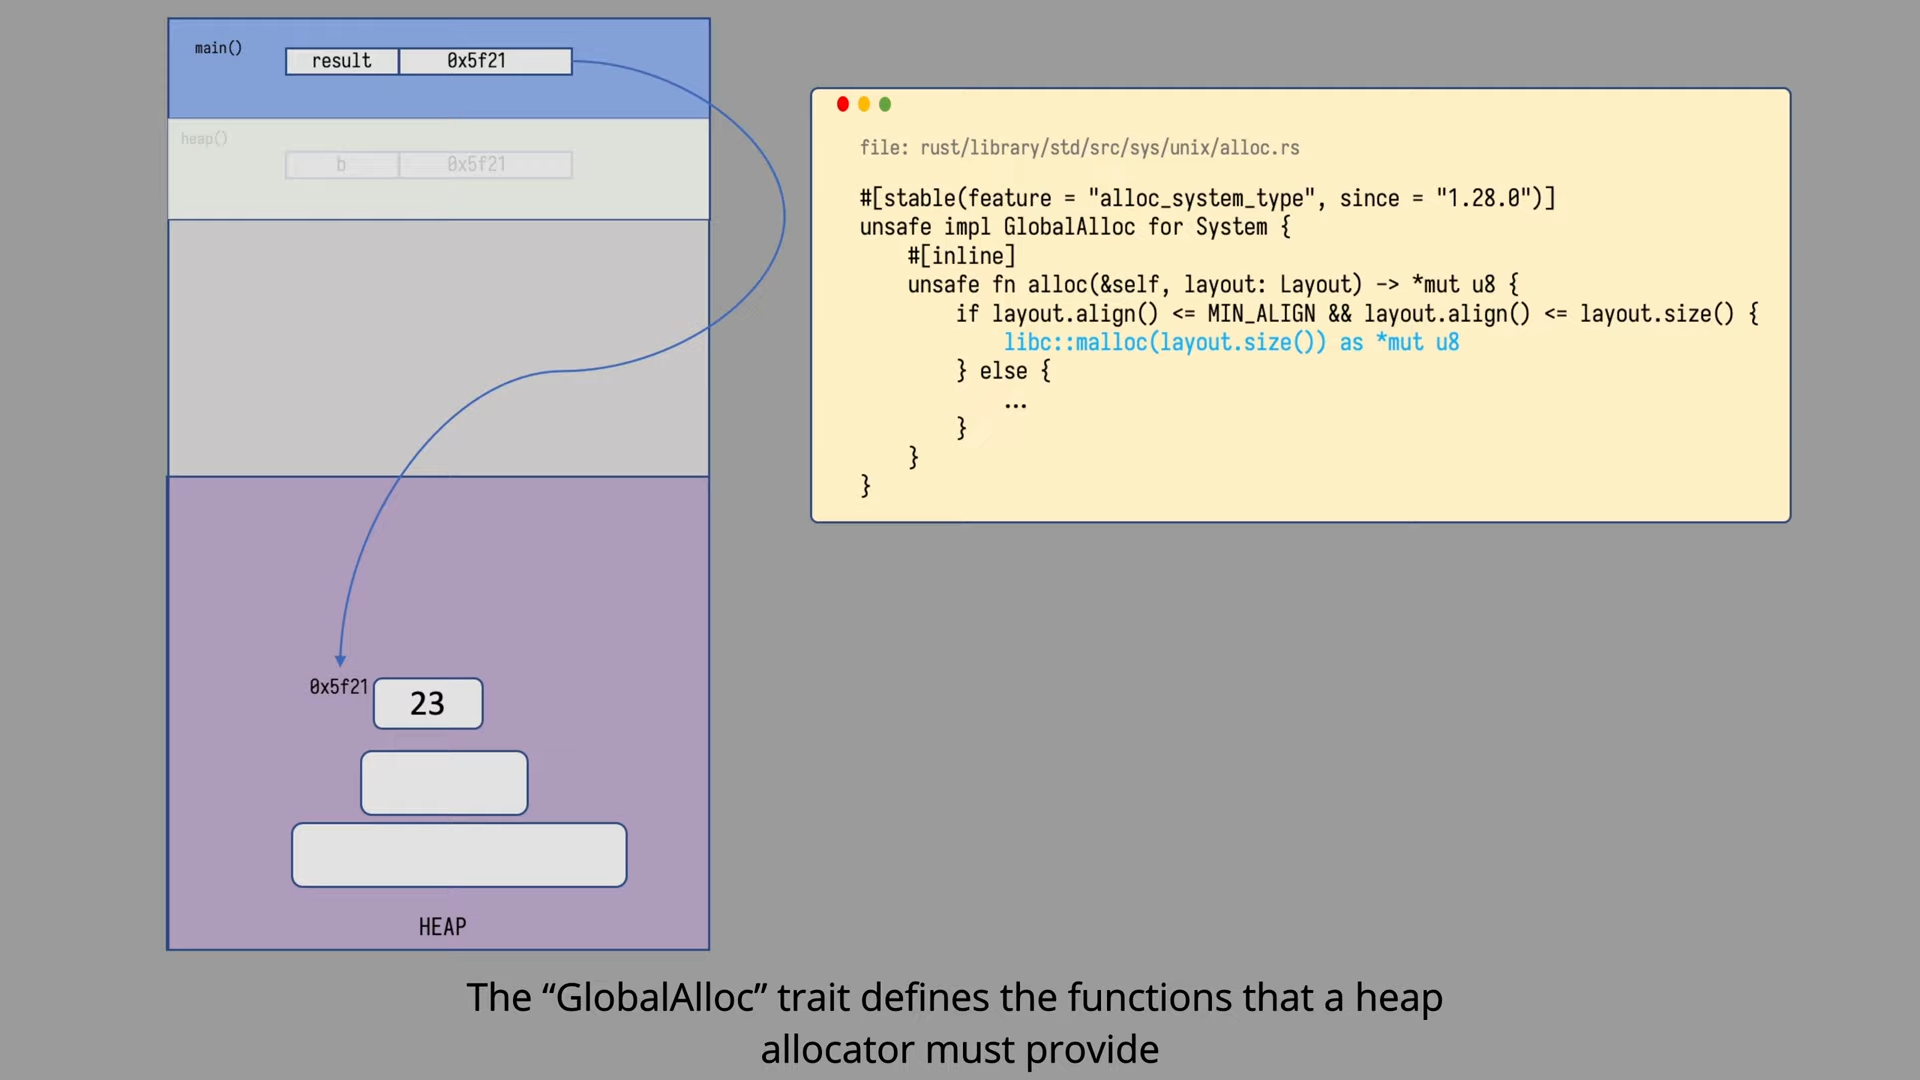 main()
result 0x5f21
heap()
b 0x5f21
0x5f21
23
HEAP
file: rust/library/std/src/sys/unix/alloc.rs
#[stable(feature = "alloc_system_type", since = "1.28.0")]
unsafe impl GlobalAlloc for System {
    #[inline]
    unsafe fn alloc(&self, layout: Layout) -> *mut u8 {
        if layout.align() <= MIN_ALIGN && layout.align() <= layout.size() {
            libc::malloc(layout.size()) as *mut u8
        } else {
            ...
        }
    }
}
The “GlobalAlloc” trait defines the functions that a heap
allocator must provide